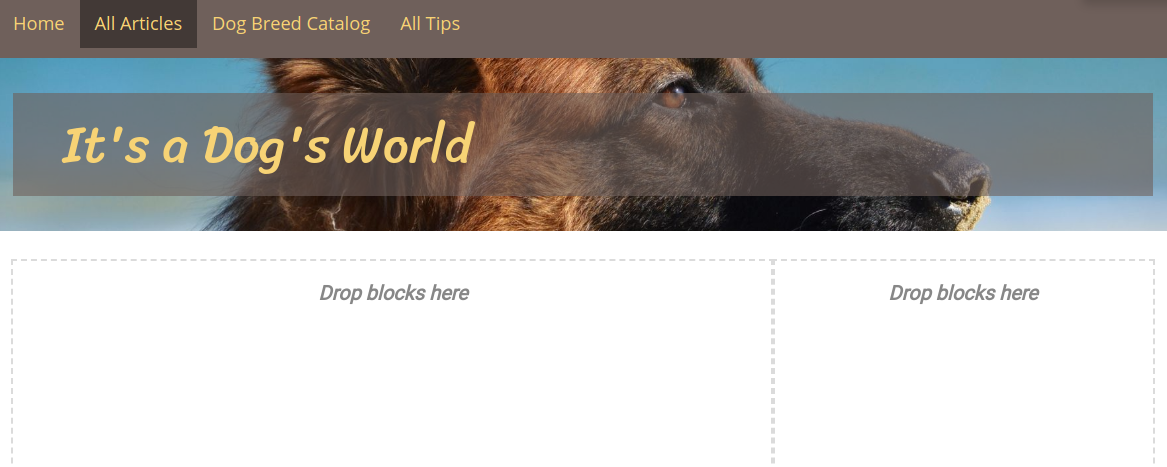 Home All Articles Dog Breed Catalog All Tips
It's a Dog's World
Drop blocks here Drop blocks here